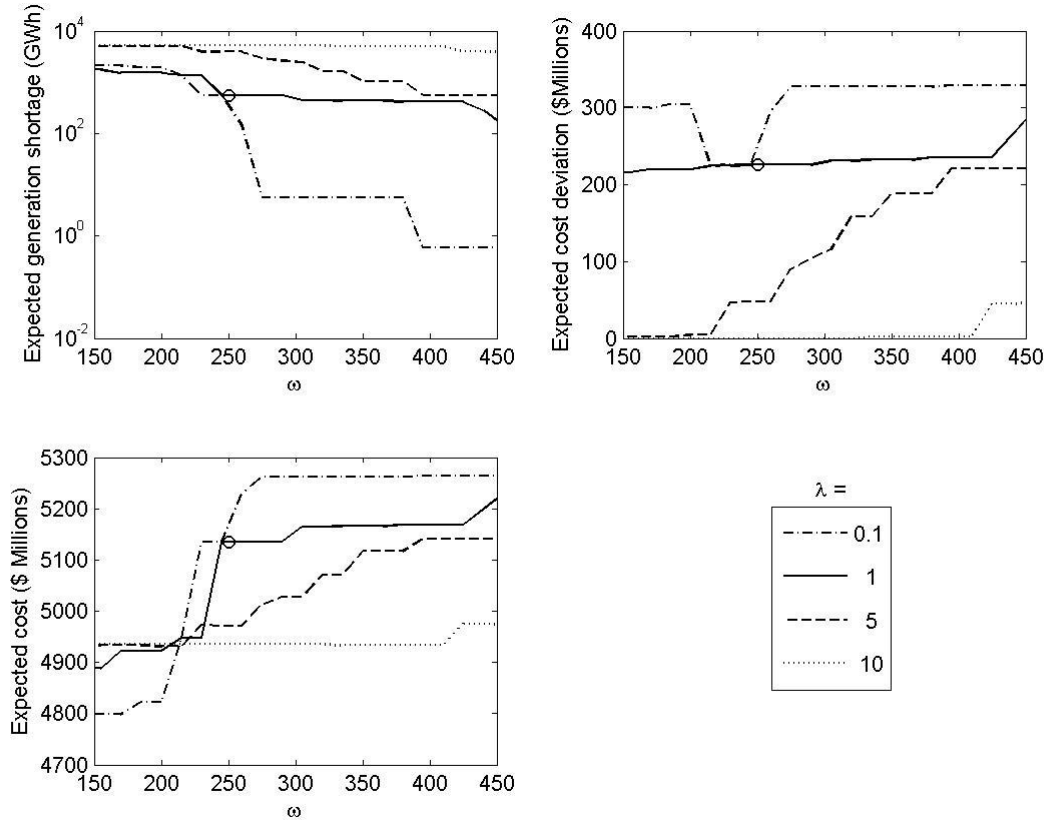 Expected generation shortage (GWh)
10^4
10^2
10^0
10^-2
150 200 250 300 350 400 450
ω
Expected cost deviation ($Millions)
400
300
200
100
0
150 200 250 300 350 400 450
ω
Expected cost ($ Millions)
5300
5200
5100
5000
4900
4800
4700
150 200 250 300 350 400 450
ω
λ =
0.1
1
5
10